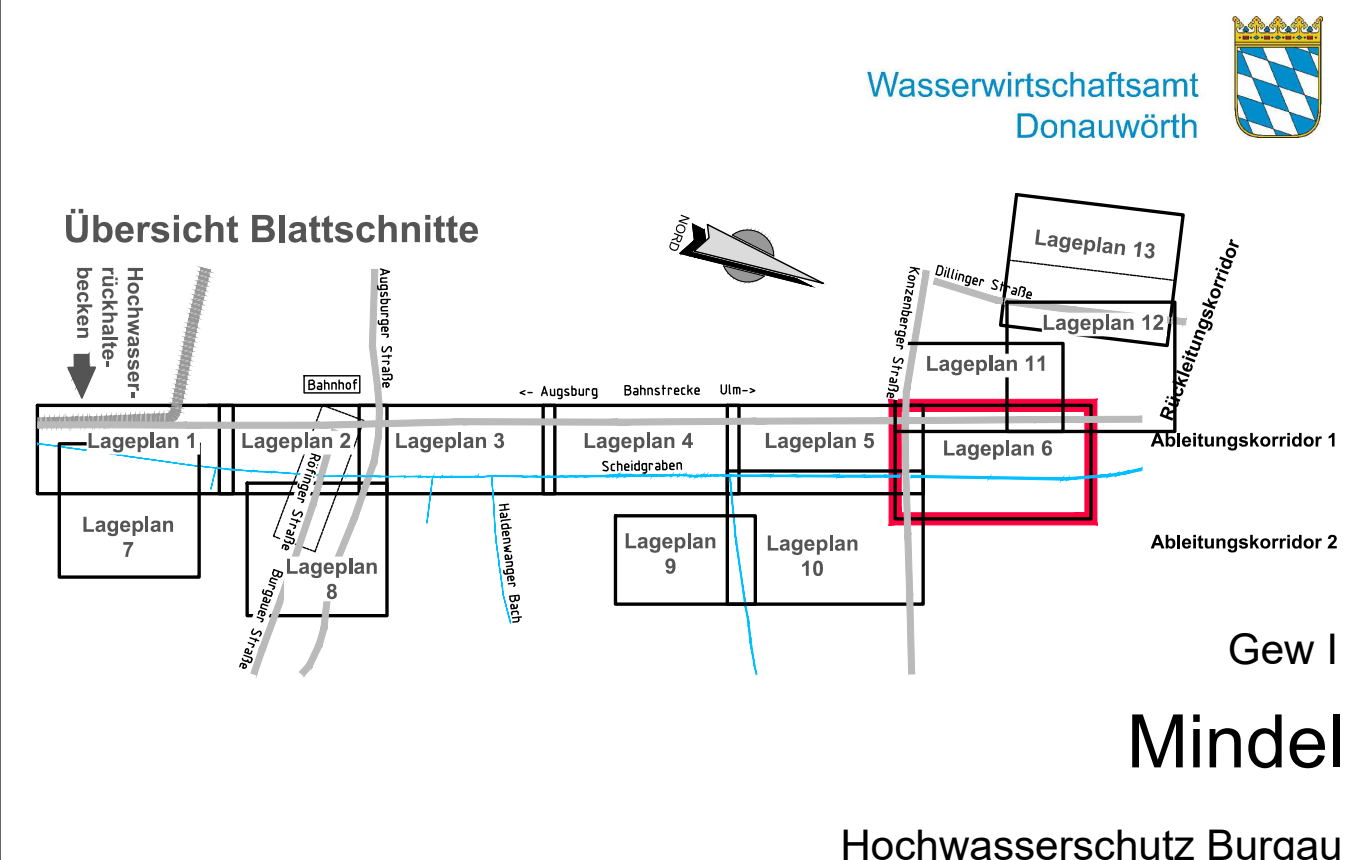 Wasserwirtschaftsamt
Donauwörth
Übersicht Blattschnitte
NORD
Hochwasser-
rückhalte-
becken
Augsburger Straße
Konzenberger Straße
Dillinger Straße
Lageplan 13
Lageplan 12
Rückleitungskorridor
Lageplan 11
Bahnhof
<- Augsburg Bahnstrecke Ulm->
Lageplan 1
Lageplan 2
Lageplan 3
Lageplan 4
Lageplan 5
Lageplan 6
Ableitungskorridor 1
Scheidgraben
Röfinger Straße
Haldenwanger Bach
Lageplan
7
Lageplan
8
Burgauer Straße
Lageplan
9
Lageplan
10
Ableitungskorridor 2
Gew I
Mindel
Hochwasserschutz Burgau